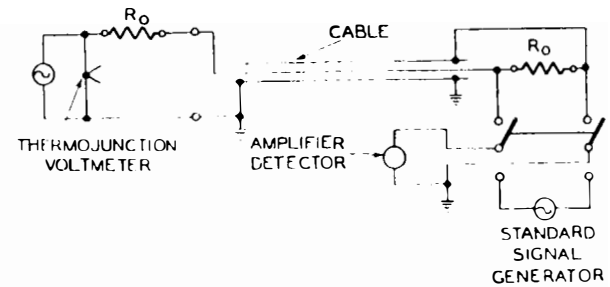 R₀
CABLE
R₀
THERMOJUNCTION
VOLTMETER
AMPLIFIER
DETECTOR
STANDARD
SIGNAL
GENERATOR